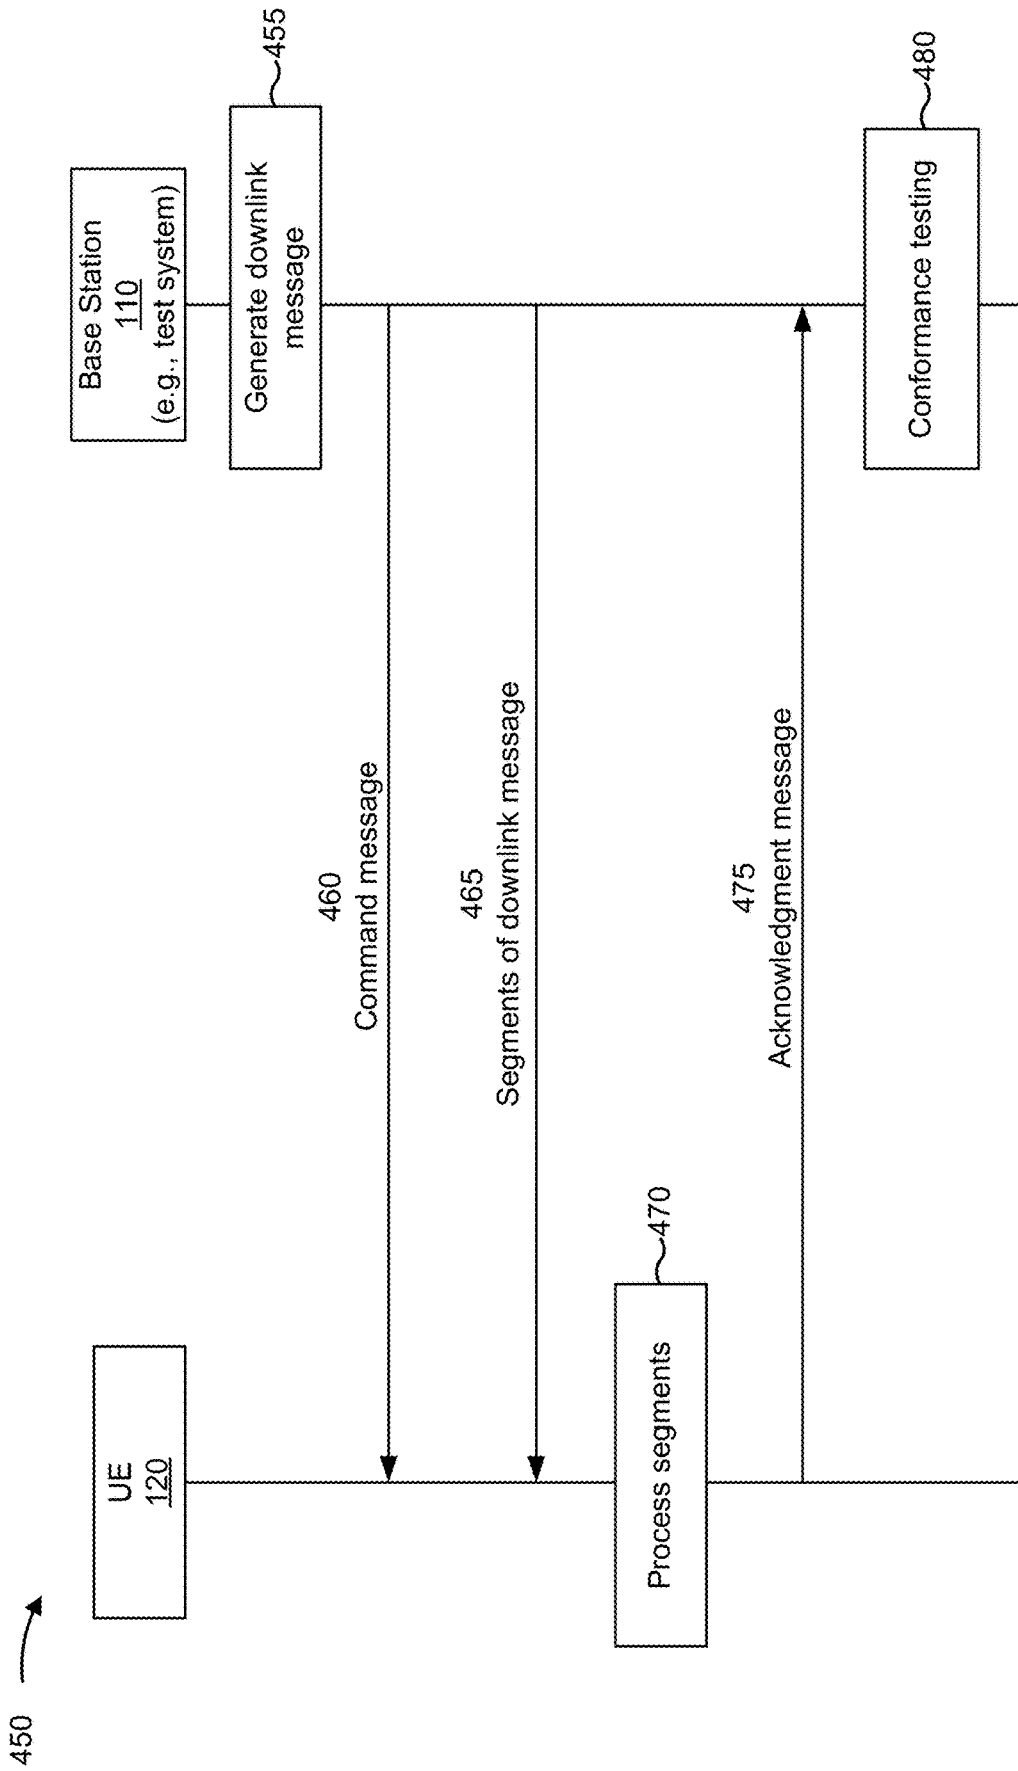 450
UE
120
Base Station
110
(e.g., test system)
Generate downlink
message
455
460
Command message
465
Segments of downlink message
Process segments
470
475
Acknowledgment message
Conformance testing
480